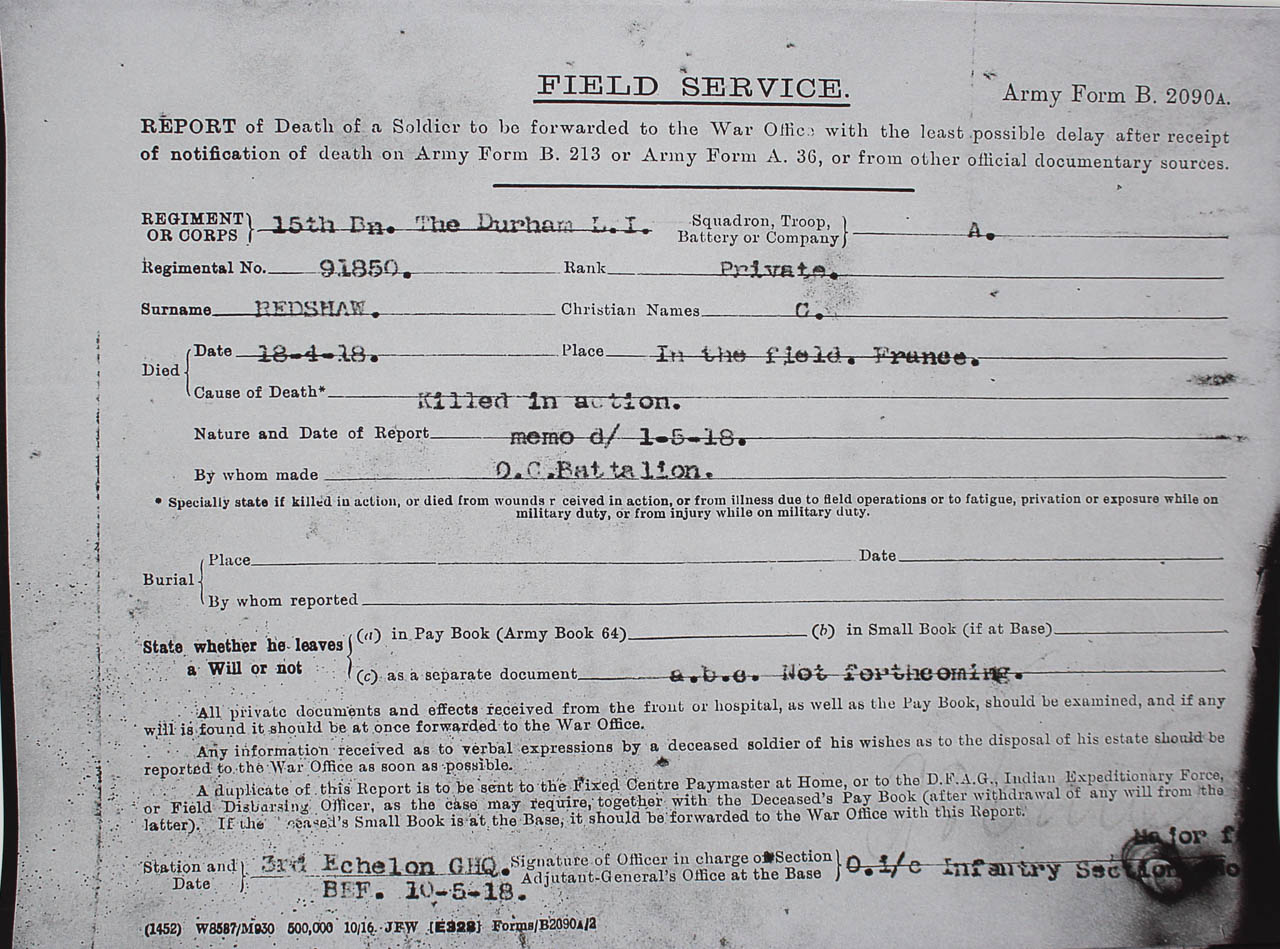 FIELD SERVICE.
Army Form B. 2090A.
REPORT of Death of a Soldier to be forwarded to the War Office with the least possible delay after receipt
of notification of death on Army Form B. 213 or Army Form A. 36, or from other official documentary sources.
REGIMENT OR CORPS } 15th Bn. The Durham L.I. Squadron, Troop, Battery or Company } A.
Regimental No. 91850. Rank Private.
Surname REDSHAW. Christian Names C.
Died { Date 18-4-18. Place In the field. France.
Cause of Death* Killed in action.
Nature and Date of Report memo d/ 1-5-18.
By whom made O.C.Battalion.
* Specially state if killed in action, or died from wounds r ceived in action, or from illness due to field operations or to fatigue, privation or exposure while on
military duty, or from injury while on military duty.
Burial { Place Date
By whom reported
State whether he leaves a Will or not { (a) in Pay Book (Army Book 64) (b) in Small Book (if at Base)
(c) as a separate document a.b.c. Not forthcoming.
All private documents and effects received from the front or hospital, as well as the Pay Book, should be examined, and if any
will is found it should be at once forwarded to the War Office.
Any information received as to verbal expressions by a deceased soldier of his wishes as to the disposal of his estate should be
reported to the War Office as soon as possible.
A duplicate of this Report is to be sent to the Fixed Centre Paymaster at Home, or to the D.F.A.G., Indian Expeditionary Force,
or Field Disbursing Officer, as the case may require, together with the Deceased's Pay Book (after withdrawal of any will from the
latter). If the ceased's Small Book is at the Base, it should be forwarded to the War Office with this Report.
Major f
Station and Date } 3rd Echelon GHQ. Signature of Officer in charge of Section Adjutant-General's Office at the Base } O.i/c Infantry Section No
BEF. 10-5-18.
(1452) W8587/M930 500,000 10/16. JFW [E328] Forms/B2090A/2